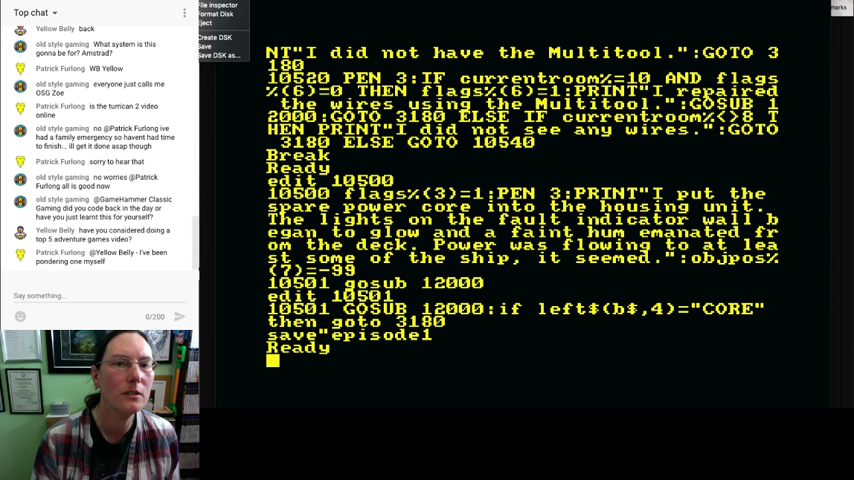 Top chat
Yellow Belly back
old style gaming What system is this
gonna be for? Amstrad?
Patrick Furlong WB Yellow
old style gaming everyone just calls me
OSG Zoe
Patrick Furlong is the turrican 2 video
online
old style gaming no @Patrick Furlong ive
had a family emergency so havent had time
to finish... ill get it done asap though
Patrick Furlong sorry to hear that
old style gaming no worries @Patrick
Furlong all is good now
old style gaming @GameHammer Classic
Gaming did you code back in the day or
have you just learnt this for yourself?
Yellow Belly have you considered doing a
top 5 adventure games video?
Patrick Furlong @Yellow Belly - I've been
pondering one myself
Say something...
0/200
File Inspector
Format Disk
Eject
Create DSK
Save
Save DSK as...
NT"I did not have the Multitool.":GOTO 3
180
10520 PEN 3:IF currentroom%=10 AND flags
%(6)=0 THEN flags%(6)=1:PRINT"I repaired
the wires using the Multitool.":GOSUB 1
2000:GOTO 3180 ELSE IF currentroom%<>8 T
HEN PRINT"I did not see any wires.":GOTO
3180 ELSE GOTO 10540
Break
Ready
edit 10500
10500 flags%(3)=1:PEN 3:PRINT"I put the
spare power core into the housing unit.
The lights on the fault indicator wall b
egan to glow and a faint hum emanated fr
om the deck. Power was flowing to at lea
st some of the ship, it seemed.":objpos%
(7)=-99
10501 gosub 12000
edit 10501
10501 GOSUB 12000:if left$(b$,4)="CORE"
then goto 3180
save"episode1
Ready
marks